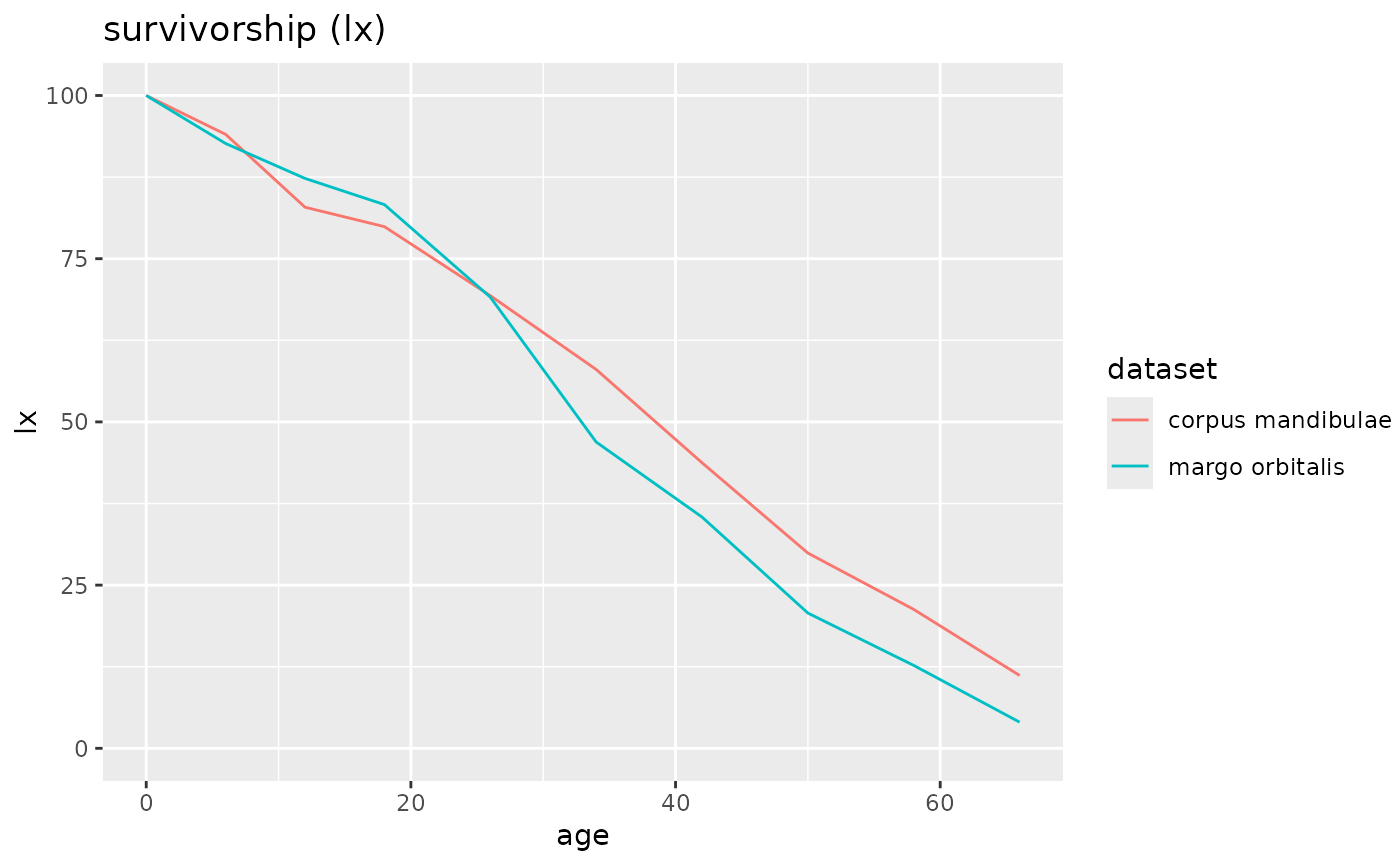 survivorship (lx)
100
75
50
25
0
lx
0 20 40 60
age
dataset
corpus mandibulae
margo orbitalis